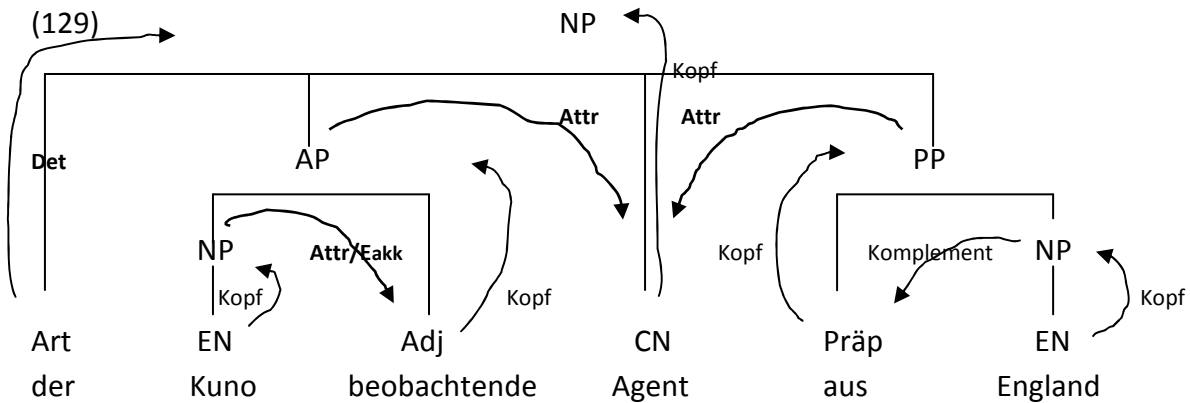 (129) NP
Kopf
Attr Attr
Det AP PP
NP Attr/Eakk Kopf Komplement NP
Kopf Kopf Kopf
Art EN Adj CN Präp EN
der Kuno beobachtende Agent aus England